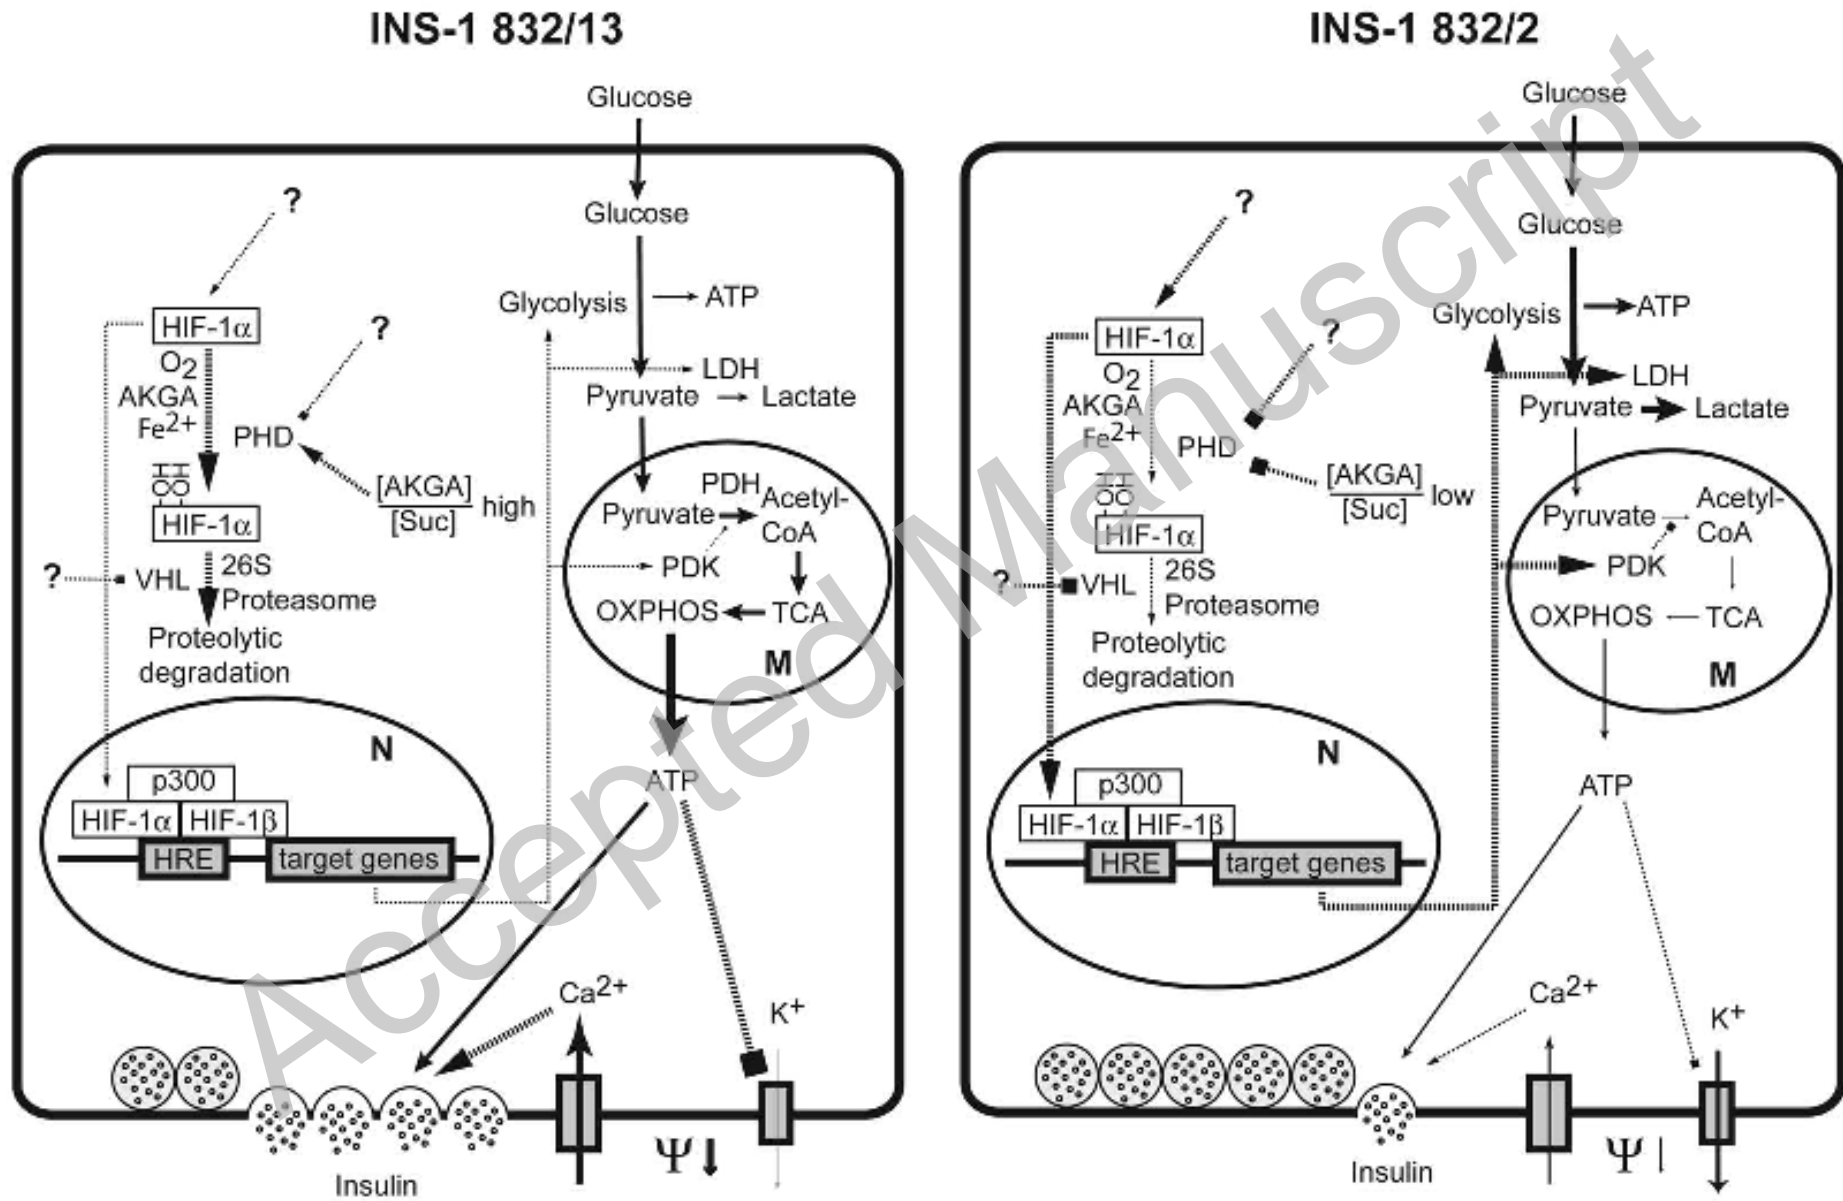 INS-1 832/13
Glucose
Glucose
?
Glycolysis
ATP
HIF-1α
?
O2
AKGA
Fe2+
LDH
Pyruvate
Lactate
PHD
OH
OH
[AKGA]
[Suc]
high
HIF-1α
PDH
Acetyl-
CoA
Pyruvate
PDK
?
VHL
26S
Proteasome
OXPHOS
TCA
Proteolytic
degradation
M
N
ATP
p300
HIF-1α
HIF-1β
HRE
target genes
Ca2+
K+
Ψ
Insulin
INS-1 832/2
Glucose
Glucose
?
Glycolysis
ATP
HIF-1α
?
O2
AKGA
Fe2+
LDH
Pyruvate
Lactate
PHD
OH
OH
[AKGA]
[Suc]
low
HIF-1α
Acetyl-
CoA
Pyruvate
PDK
?
VHL
26S
Proteasome
OXPHOS
TCA
Proteolytic
degradation
M
N
ATP
p300
HIF-1α
HIF-1β
HRE
target genes
Ca2+
K+
Ψ
Insulin
Accepted Manuscript